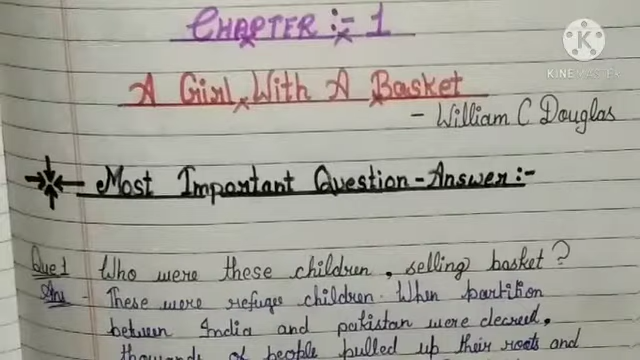 CHAPTER :- 1
KINEMASTER
A Girl With A Basket
- William C Douglas
Most Important Question-Answer:-
Que1 Who were these children, selling basket?
Ans - These were refugee children. When partition
between India and pakistan were decreed,
thousands of people pulled up their roots and